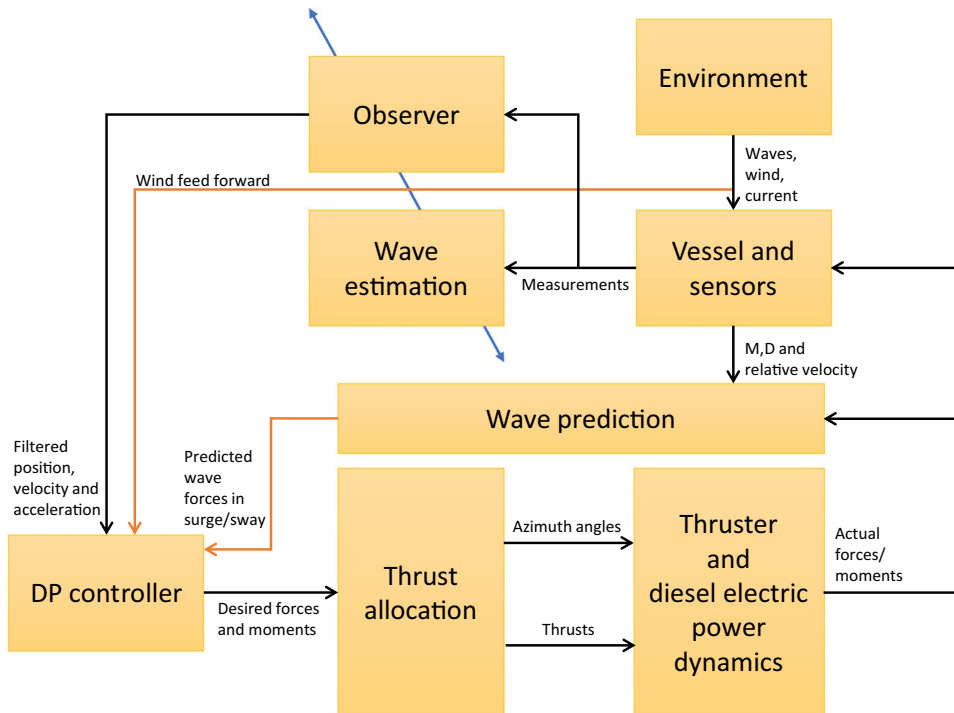 Environment
Observer
Waves,
wind,
current
Wind feed forward
Wave
estimation
Vessel and
sensors
Measurements
M,D and
relative velocity
Wave prediction
Filtered
position,
velocity and
acceleration
Predicted
wave
forces in
surge/sway
Azimuth angles
Thruster
and
diesel electric
power
dynamics
Actual
forces/
moments
DP controller
Desired forces
and moments
Thrust
allocation
Thrusts